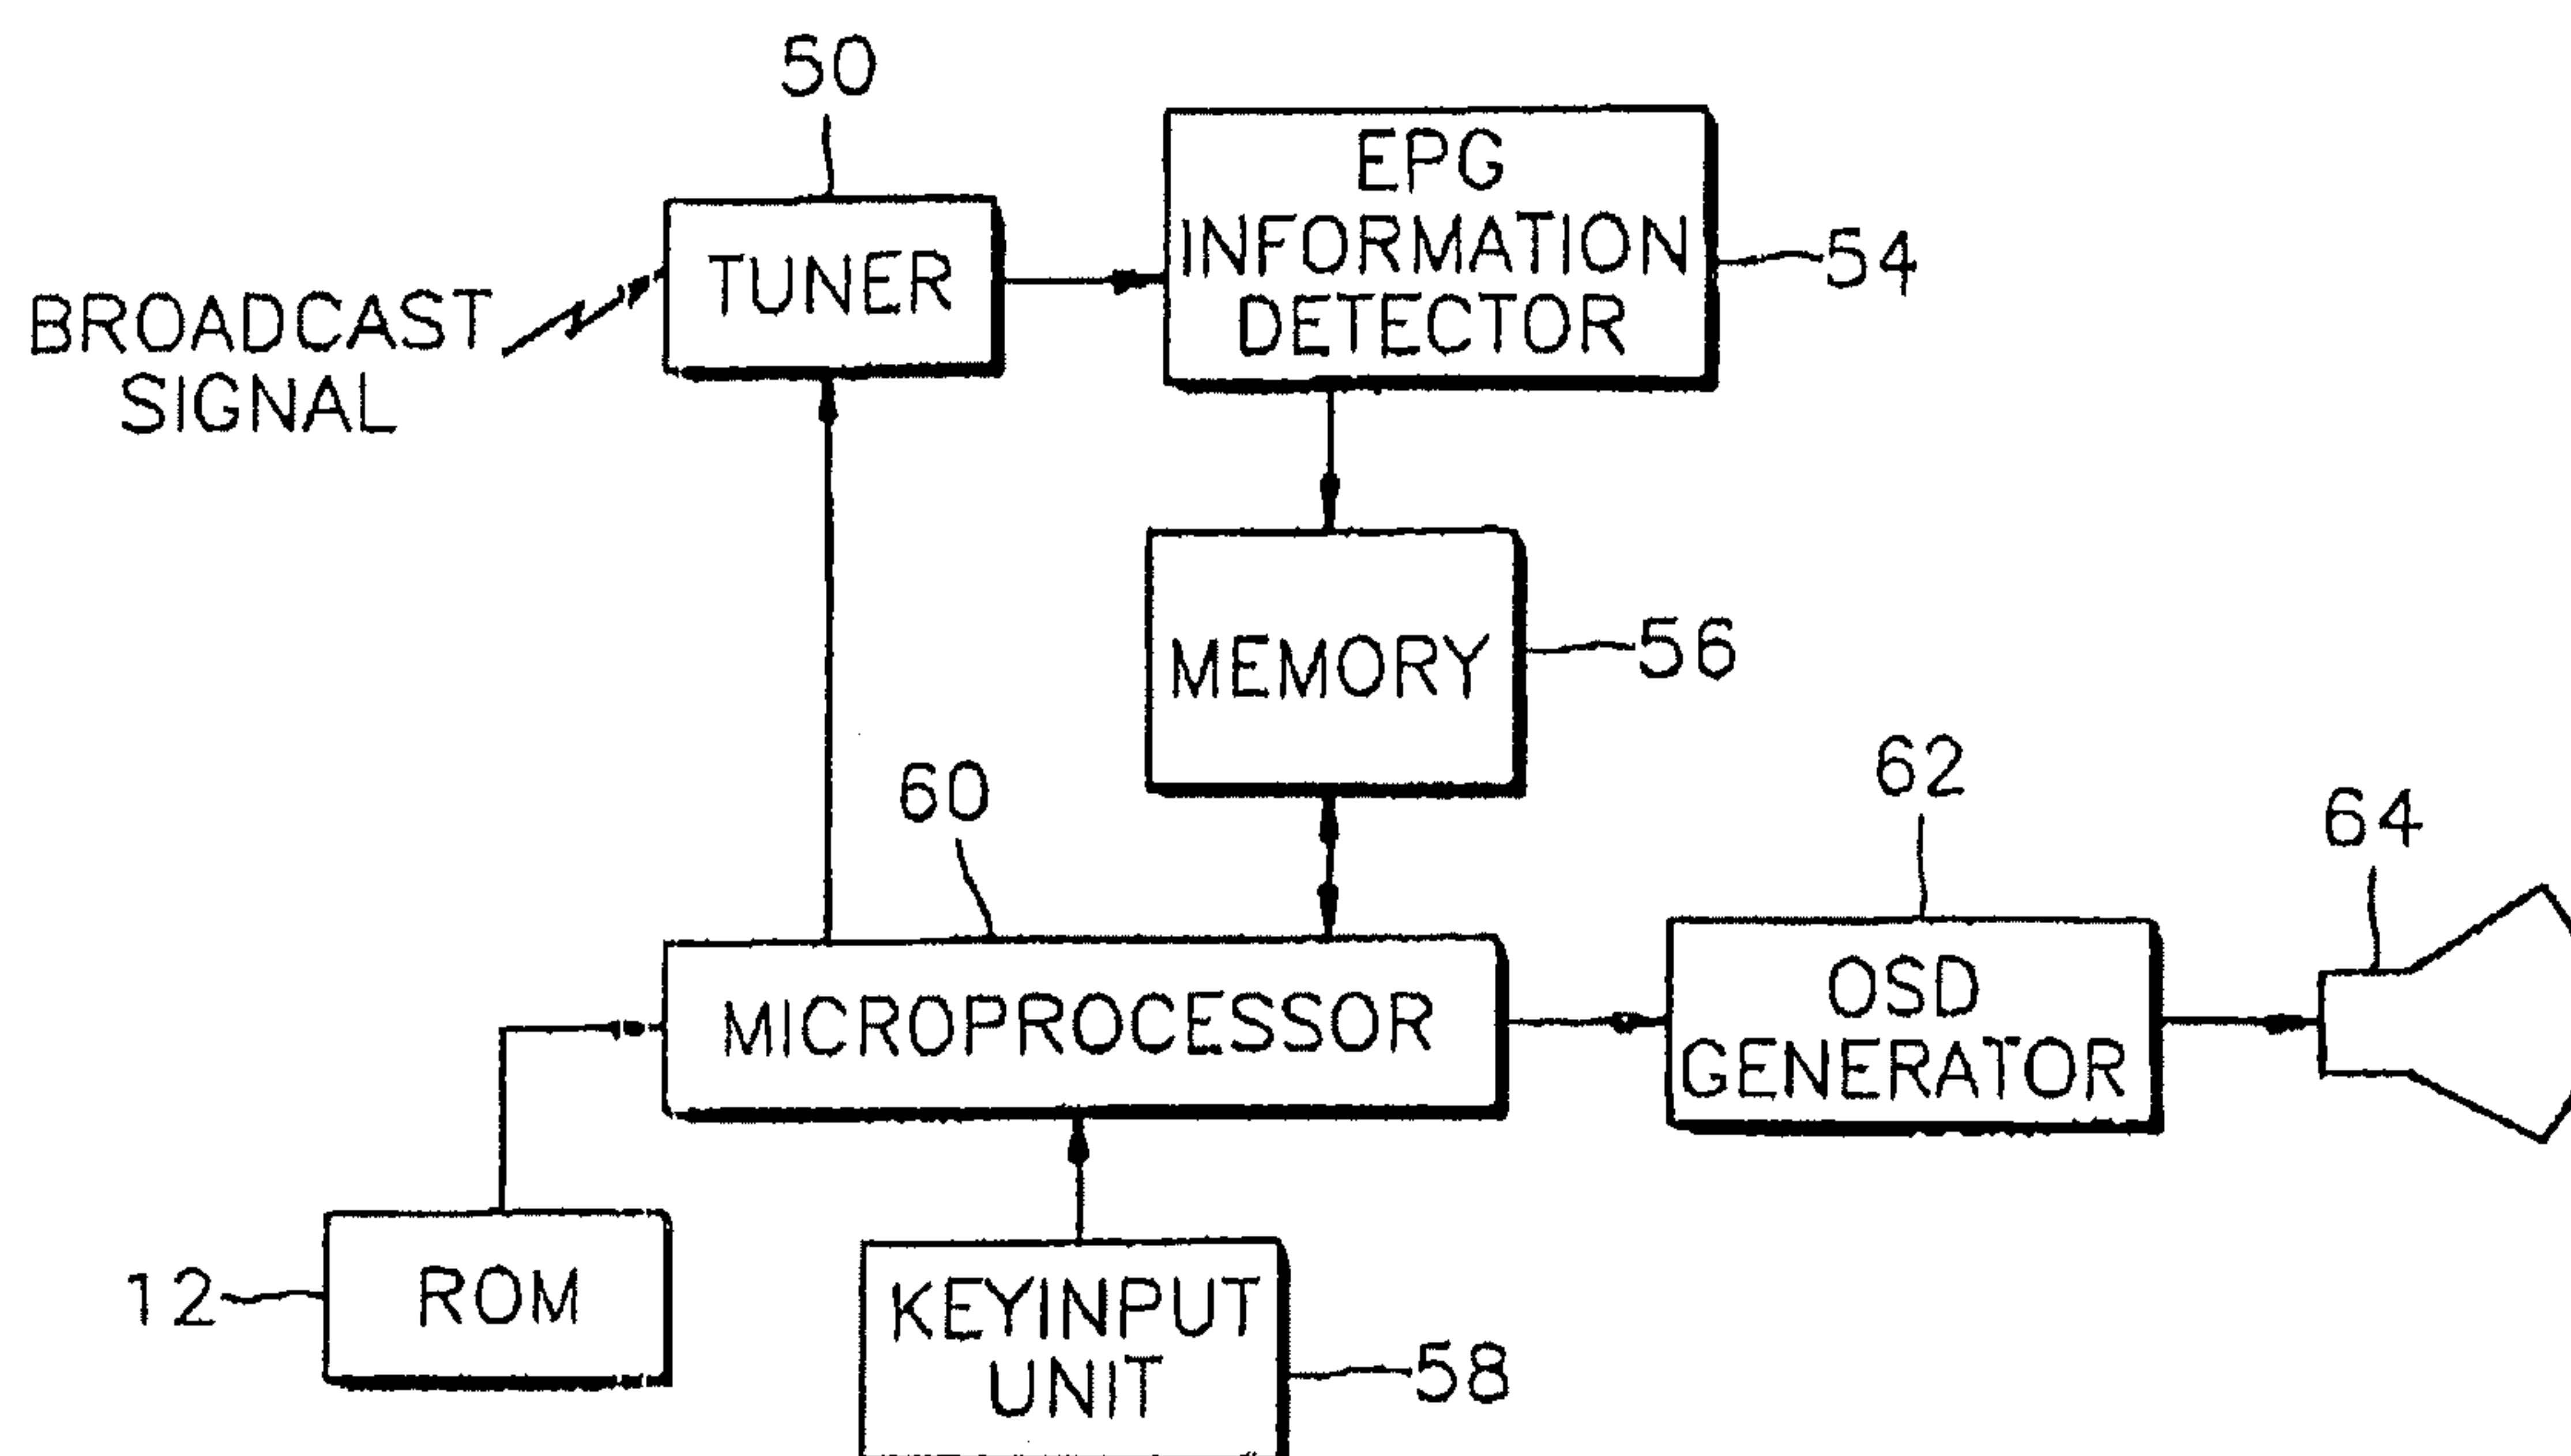 50
EPG
INFORMATION
DETECTOR
54
TUNER
BROADCAST
SIGNAL
MEMORY
56
60
62
64
MICROPROCESSOR
OSD
GENERATOR
12
ROM
KEYINPUT
UNIT
58